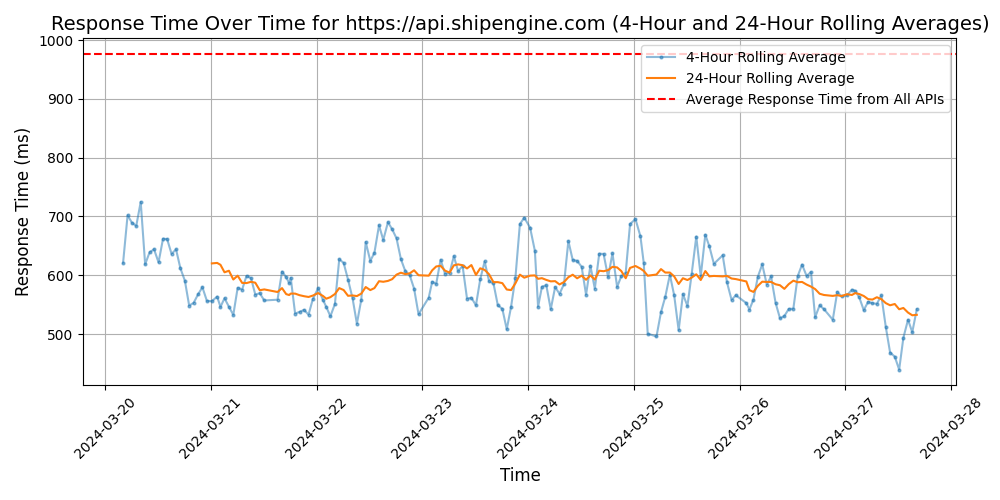 Response Time Over Time for https://api.shipengine.com (4-Hour and 24-Hour Rolling Averages)
1000
900
800
700
600
500
Response Time (ms)
4-Hour Rolling Average
24-Hour Rolling Average
Average Response Time from All APIs
2024-03-20
2024-03-21
2024-03-22
2024-03-23
2024-03-24
2024-03-25
2024-03-26
2024-03-27
2024-03-28
Time